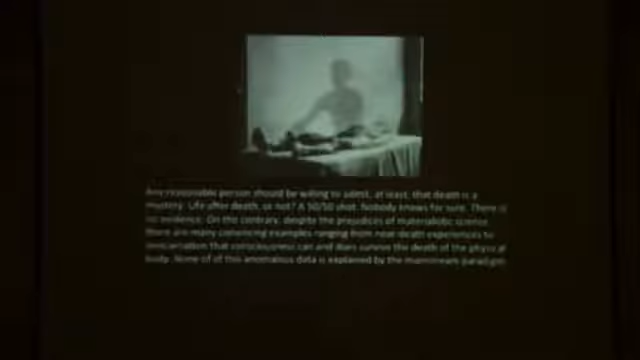 Any reasonable person should be willing to admit, at least, that death is a
mystery. Life after death, or not? A 50/50 shot. Nobody knows for sure. There is
no evidence. On the contrary, despite the prejudices of materialistic science
there are many convincing examples ranging from near-death experiences to
reincarnation that consciousness can and does survive the death of the physical
body. None of of this anomalous data is explained by the mainstream paradigm